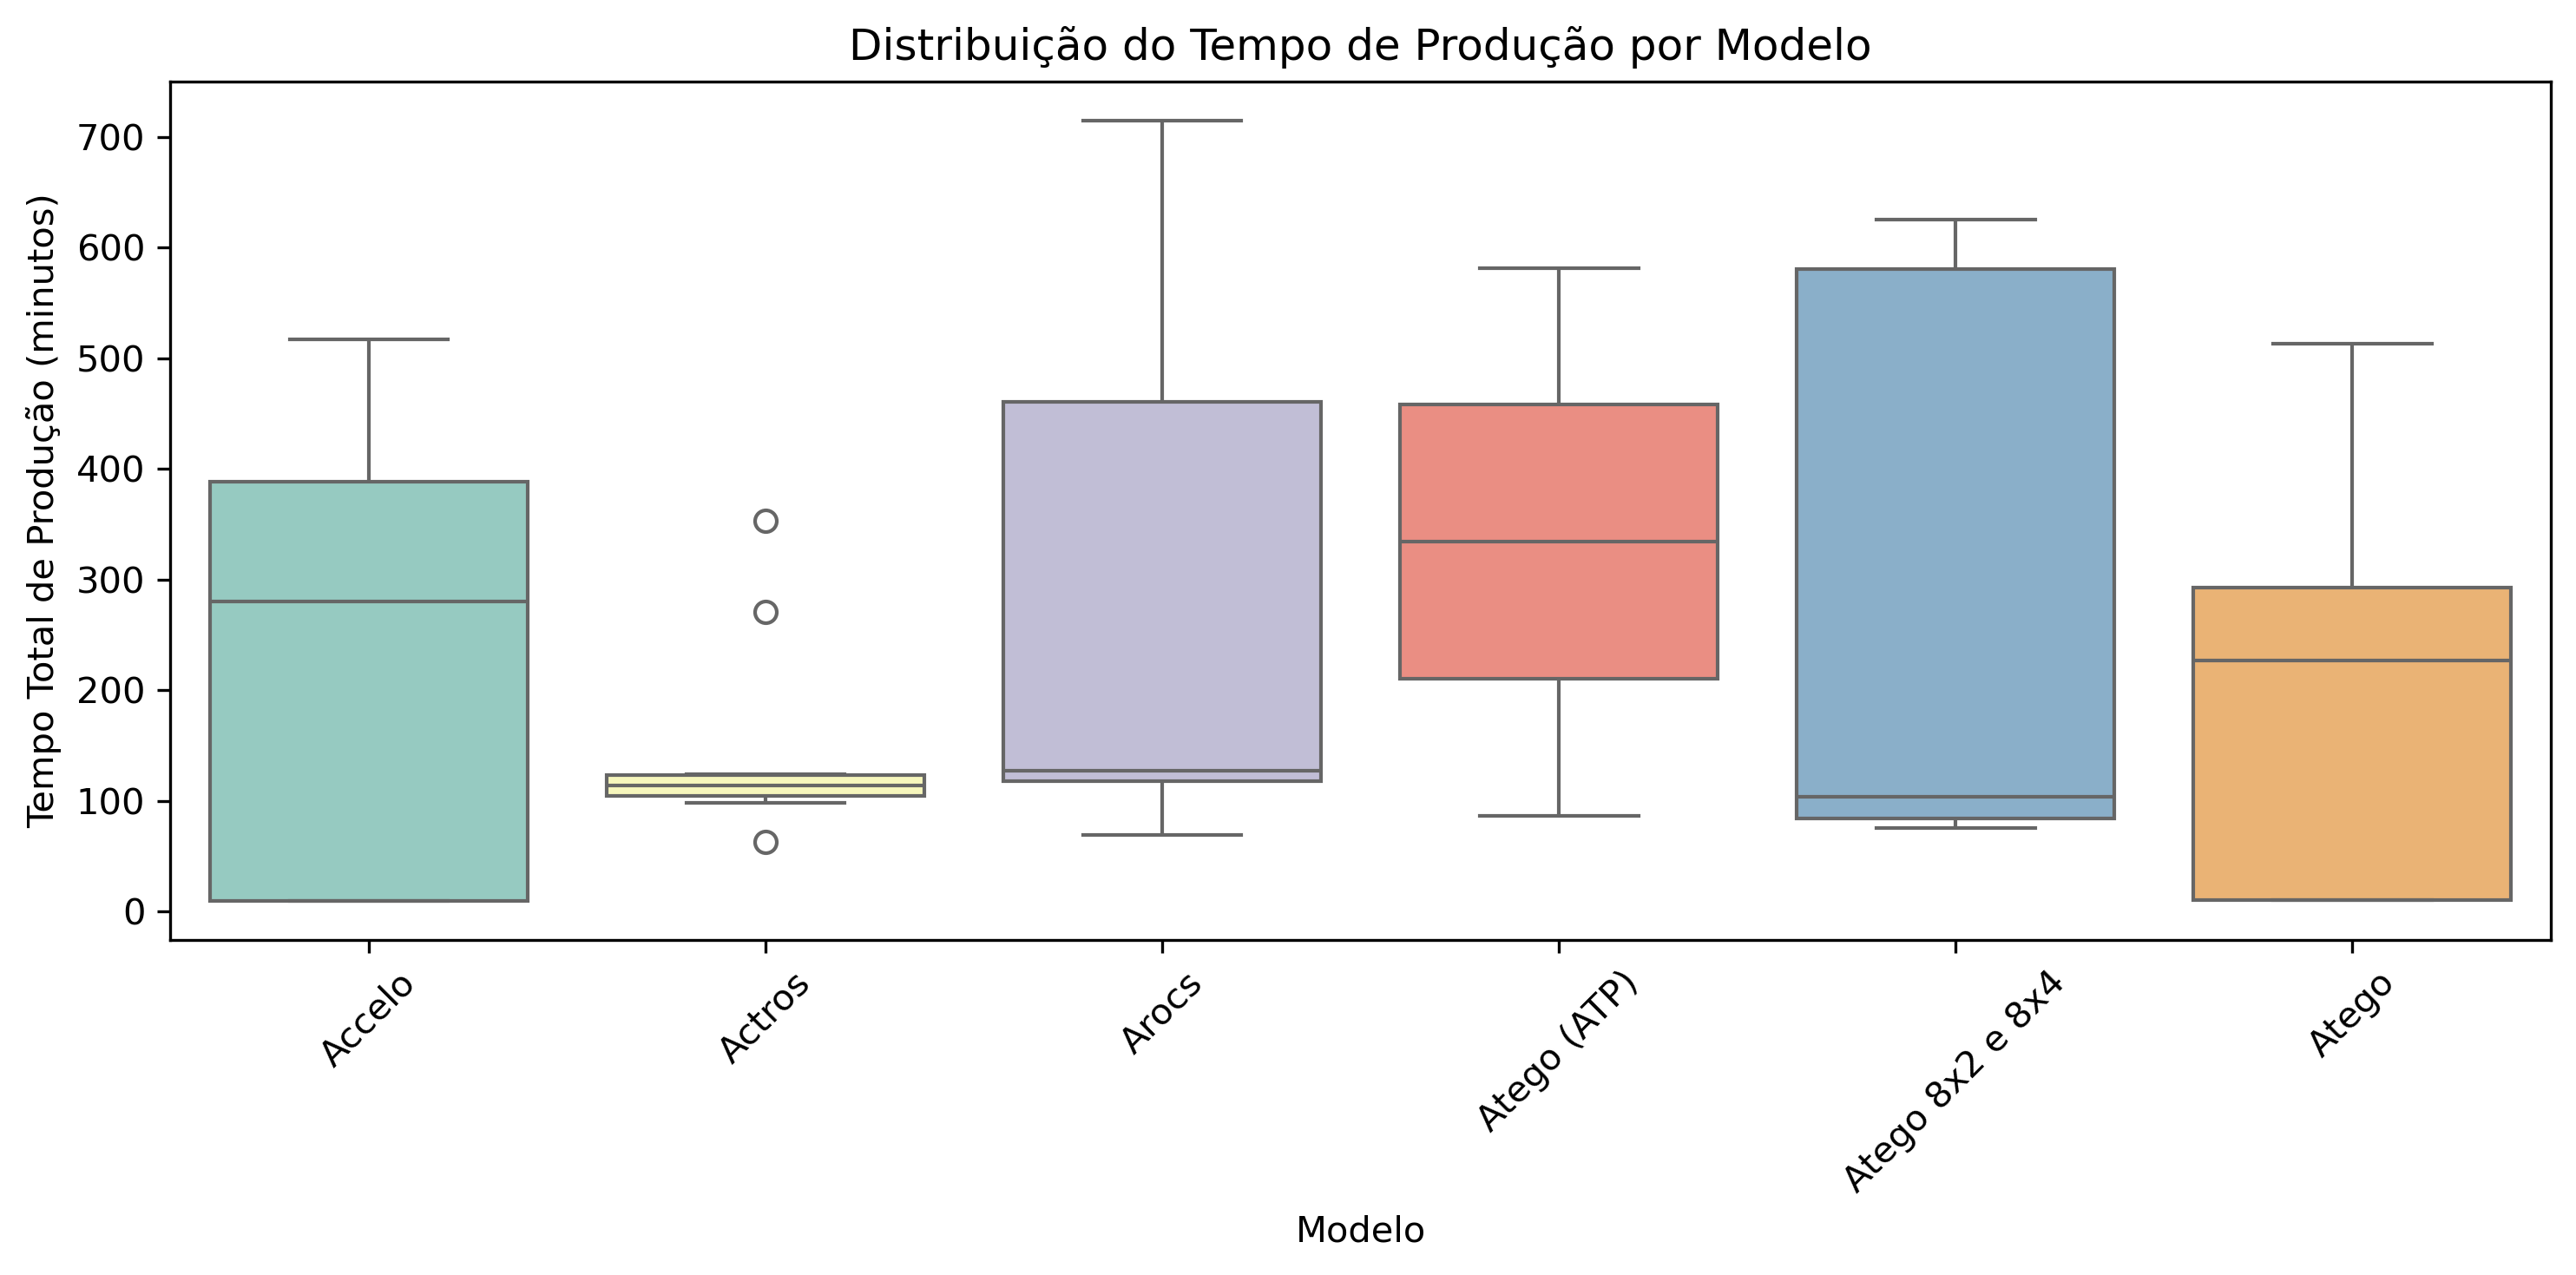 Distribuição do Tempo de Produção por Modelo
Tempo Total de Produção (minutos)
700
600
500
400
300
200
100
0
Accelo
Actros
Arocs
Atego (ATP)
Atego 8x2 e 8x4
Atego
Modelo